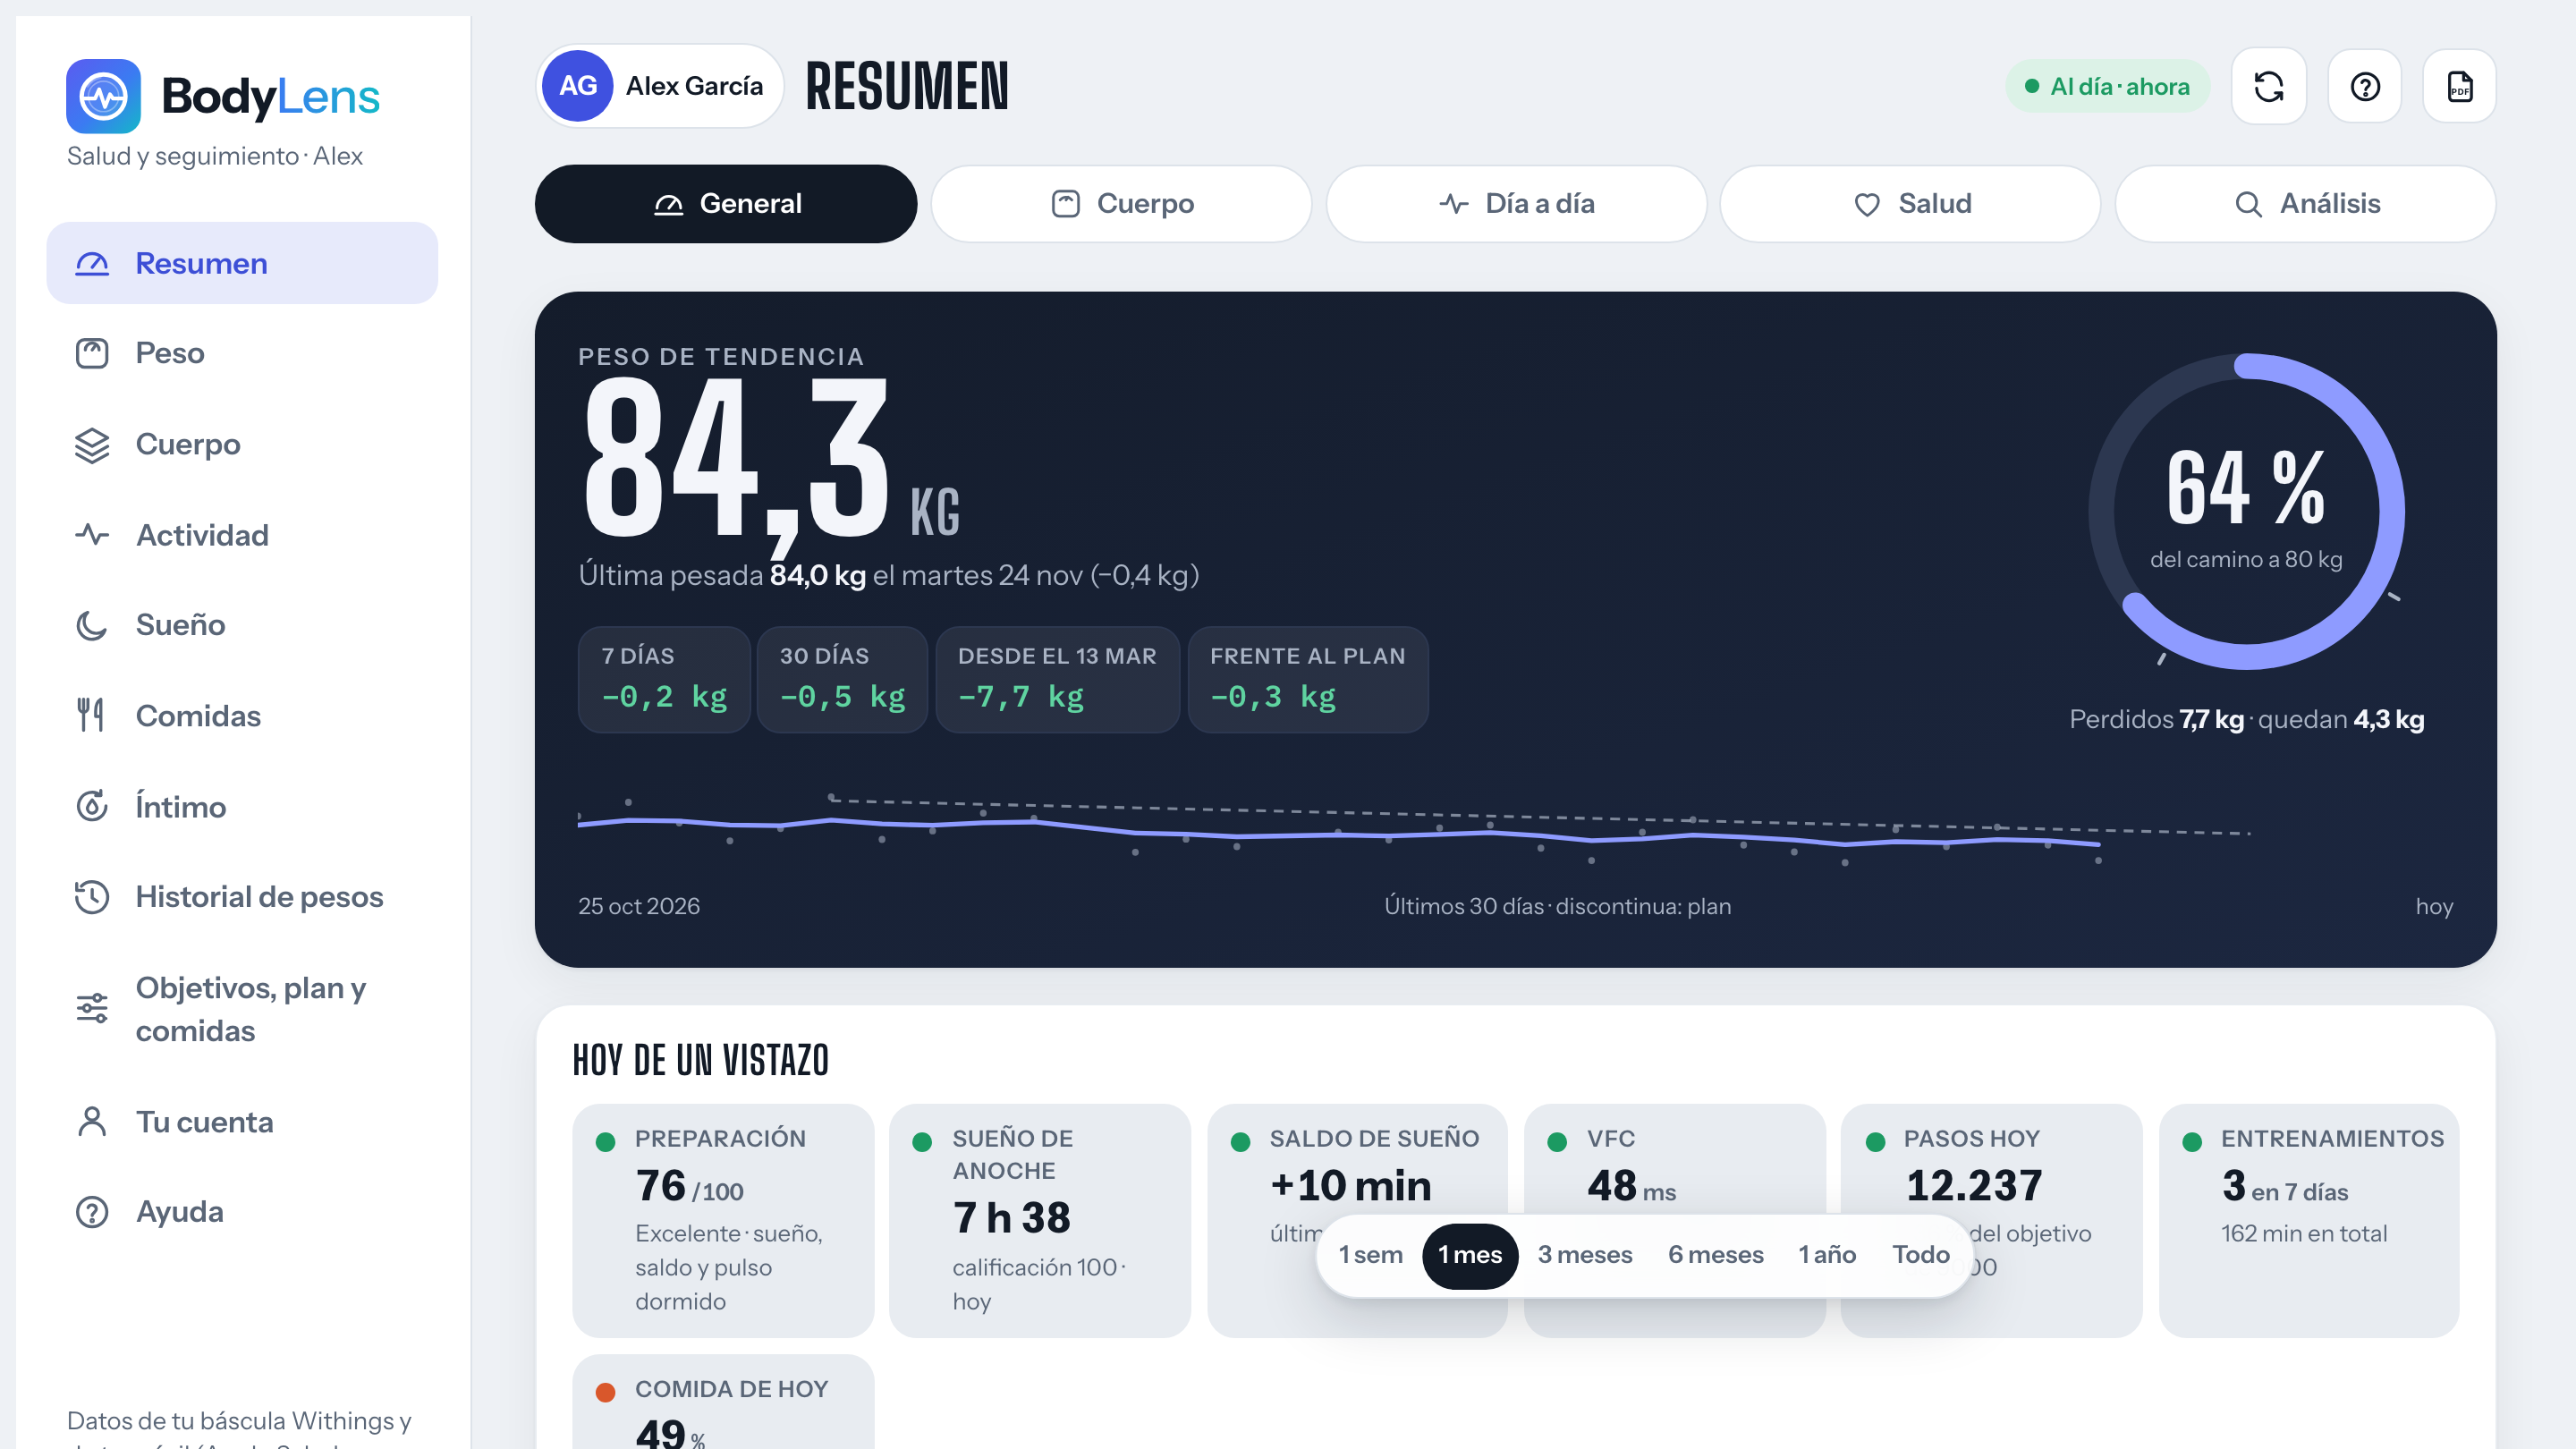 BodyLens
Salud y seguimiento · Alex
Resumen
Peso
Cuerpo
Actividad
Sueño
Comidas
Íntimo
Historial de pesos
Objetivos, plan y
comidas
Tu cuenta
Ayuda
Datos de tu báscula Withings y
AG Alex García
RESUMEN
Al día · ahora
PDF
General
Cuerpo
Día a día
Salud
Análisis
PESO DE TENDENCIA
84,3 KG
Última pesada 84,0 kg el martes 24 nov (−0,4 kg)
7 DÍAS
−0,2 kg
30 DÍAS
−0,5 kg
DESDE EL 13 MAR
−7,7 kg
FRENTE AL PLAN
−0,3 kg
64 %
del camino a 80 kg
Perdidos 7,7 kg · quedan 4,3 kg
25 oct 2026
Últimos 30 días · discontinua: plan
hoy
HOY DE UN VISTAZO
PREPARACIÓN
76 /100
Excelente · sueño,
saldo y pulso
dormido
SUEÑO DE
ANOCHE
7 h 38
calificación 100 ·
hoy
SALDO DE SUEÑO
+10 min
VFC
48 ms
PASOS HOY
12.237
del objetivo
ENTRENAMIENTOS
3 en 7 días
162 min en total
1 sem
1 mes
3 meses
6 meses
1 año
Todo
COMIDA DE HOY
49 %